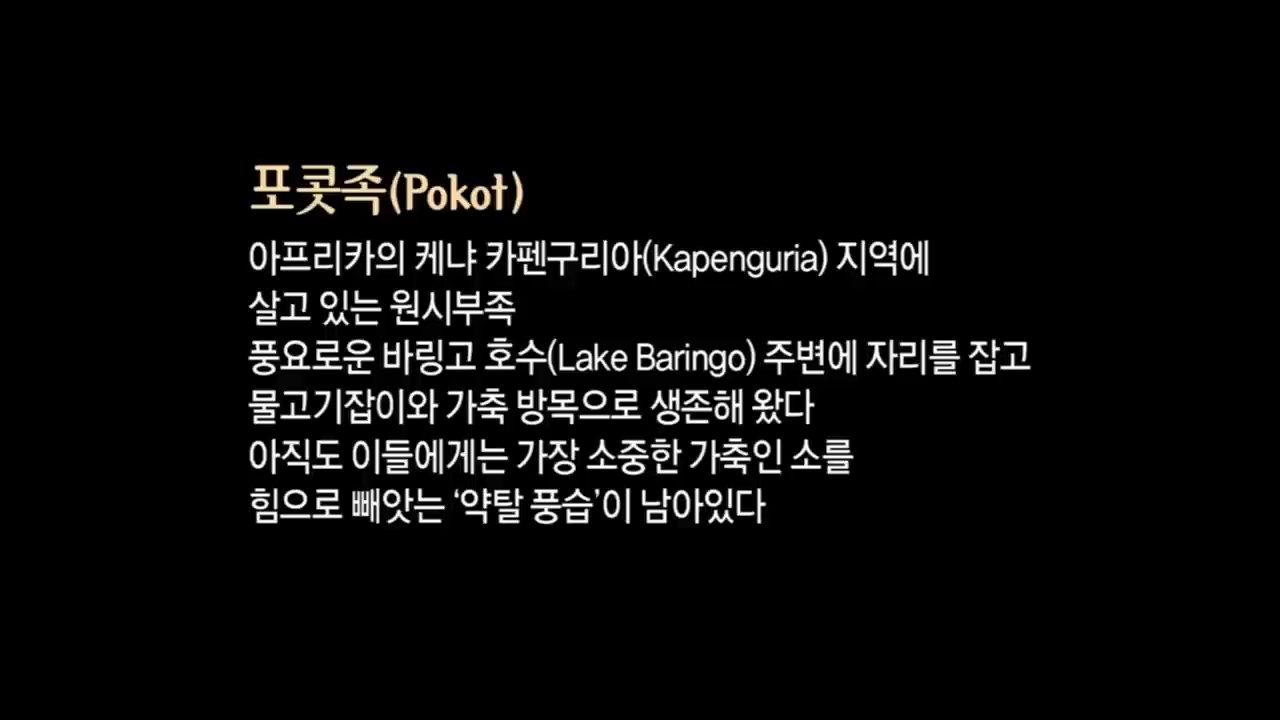 포콧족(Pokot)
아프리카의 케냐 카펜구리아(Kapenguria) 지역에
살고 있는 원시부족
풍요로운 바링고 호수(Lake Baringo) 주변에 자리를 잡고
물고기잡이와 가축 방목으로 생존해 왔다
아직도 이들에게는 가장 소중한 가축인 소를
힘으로 빼앗는 ‘약탈 풍습’이 남아있다